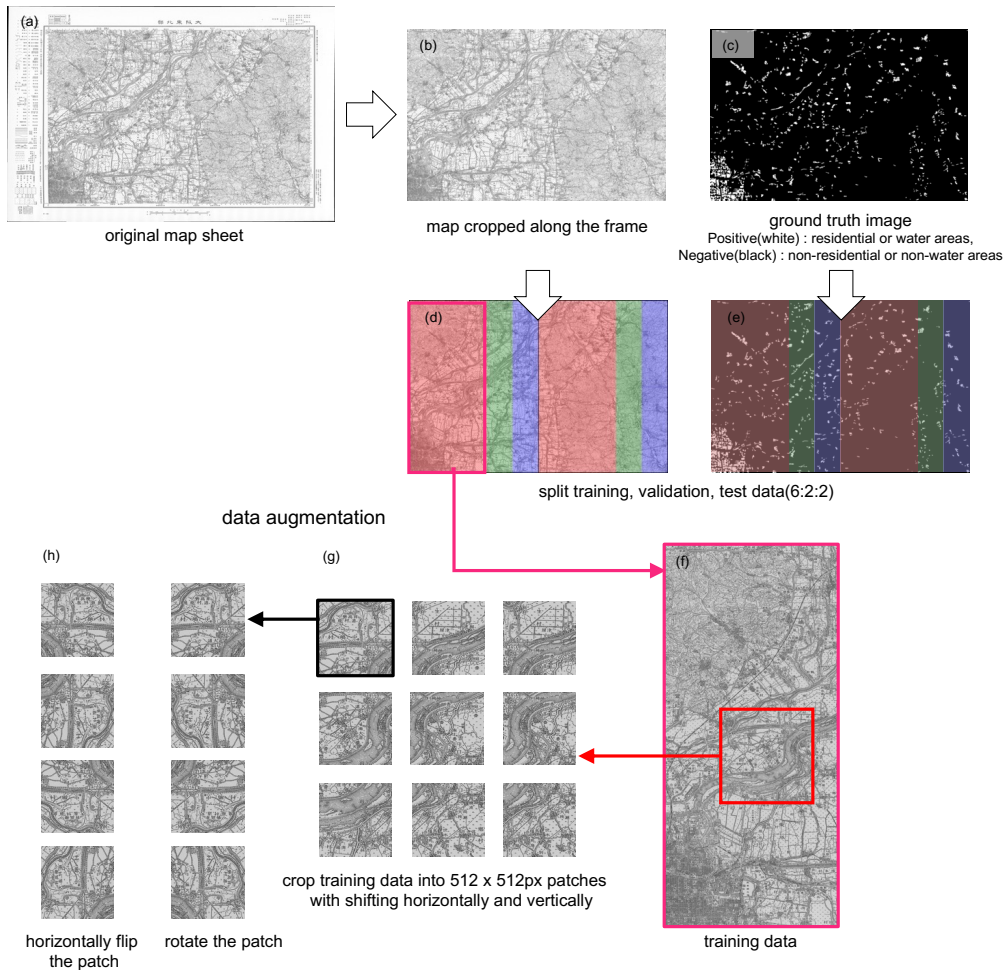 (a)
(b)
(c)
original map sheet
map cropped along the frame
ground truth image
Positive(white) : residential or water areas,
Negative(black) : non-residential or non-water areas
(d)
(e)
split training, validation, test data(6:2:2)
data augmentation
(h)
(g)
(f)
crop training data into 512 x 512px patches
with shifting horizontally and vertically
horizontally flip
the patch
rotate the patch
training data